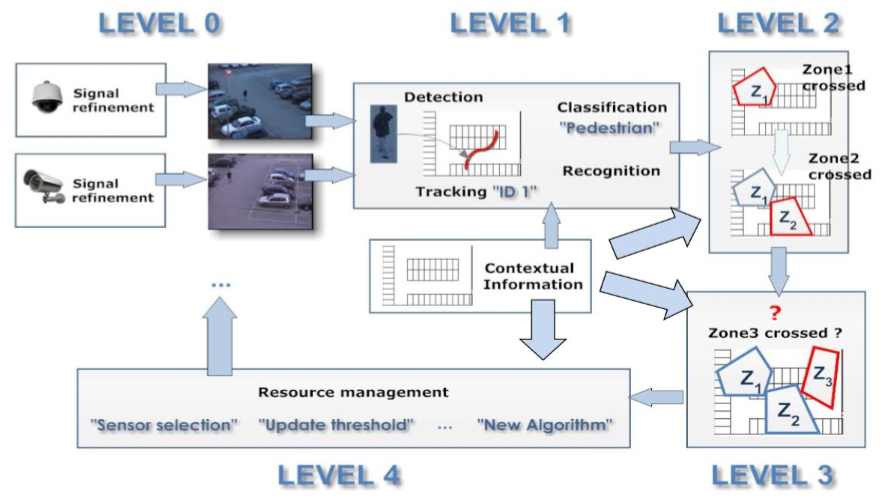 LEVEL 0
LEVEL 1
LEVEL 2
Signal
refinement
Signal
refinement
...
Detection
Classification
"Pedestrian"
Recognition
Tracking "ID 1"
Contextual
Information
Zone1
crossed
Z1
Zone2
crossed
Z1
Z2
?
Zone3 crossed ?
Z1
Z2
Z3
Resource management
"Sensor selection" "Update threshold" ... "New Algorithm"
LEVEL 4
LEVEL 3